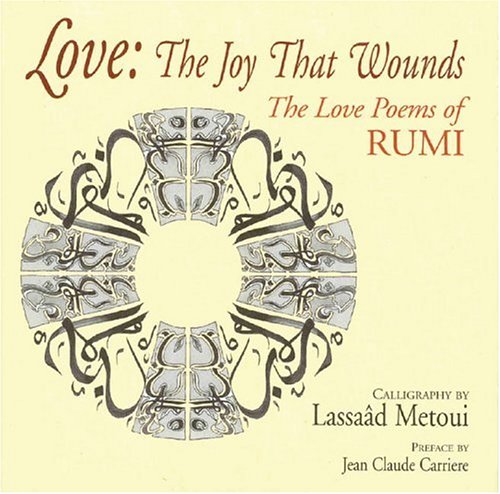 Love: The Joy That Wounds
The Love Poems of
RUMI
CALLIGRAPHY BY
Lassaâd Metoui
PREFACE BY
Jean Claude Carriere